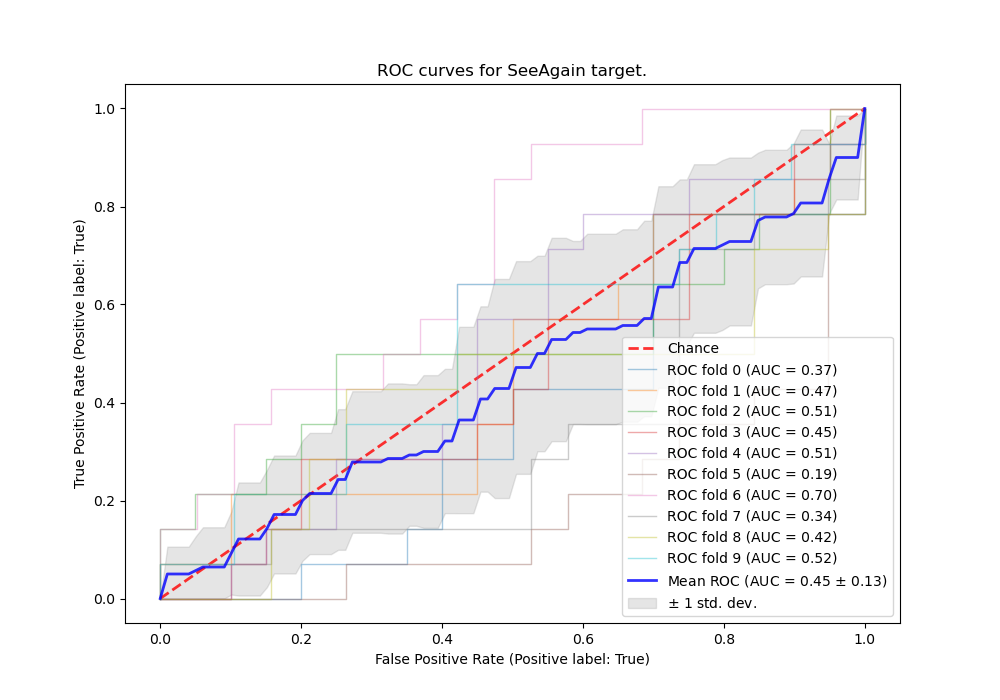 ROC curves for SeeAgain target.
True Positive Rate (Positive label: True)
1.0
0.8
0.6
0.4
0.2
0.0
Chance
ROC fold 0 (AUC = 0.37)
ROC fold 1 (AUC = 0.47)
ROC fold 2 (AUC = 0.51)
ROC fold 3 (AUC = 0.45)
ROC fold 4 (AUC = 0.51)
ROC fold 5 (AUC = 0.19)
ROC fold 6 (AUC = 0.70)
ROC fold 7 (AUC = 0.34)
ROC fold 8 (AUC = 0.42)
ROC fold 9 (AUC = 0.52)
Mean ROC (AUC = 0.45 ± 0.13)
± 1 std. dev.
0.0 0.2 0.4 0.6 0.8 1.0
False Positive Rate (Positive label: True)